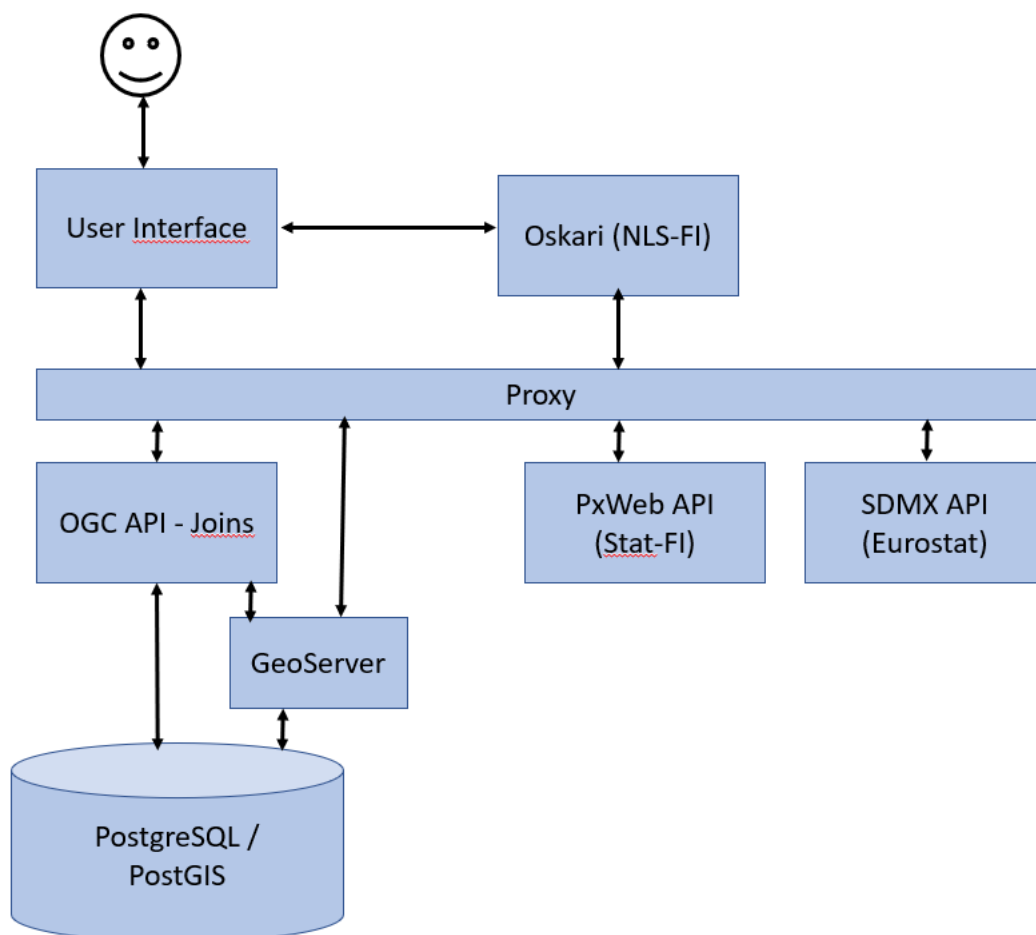 User Interface
Oskari (NLS-FI)
Proxy
OGC API - Joins
PxWeb API
(Stat-FI)
SDMX API
(Eurostat)
GeoServer
PostgreSQL /
PostGIS